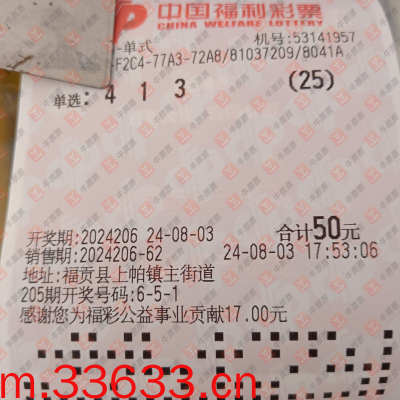 中国福利彩票
CHINA WELFARE LOTTERY
-单式 机号:53141957
F2C4-77A3-72A8/81037209/8041A
单选: 4 1 3 (25)
开奖期:2024206 24-08-03 合计50元
销售期:2024206-62 24-08-03 17:53:06
地址:福贡县上帕镇主街道
205期开奖号码:6-5-1
感谢您为福彩公益事业贡献17.00元
m.33633.cn